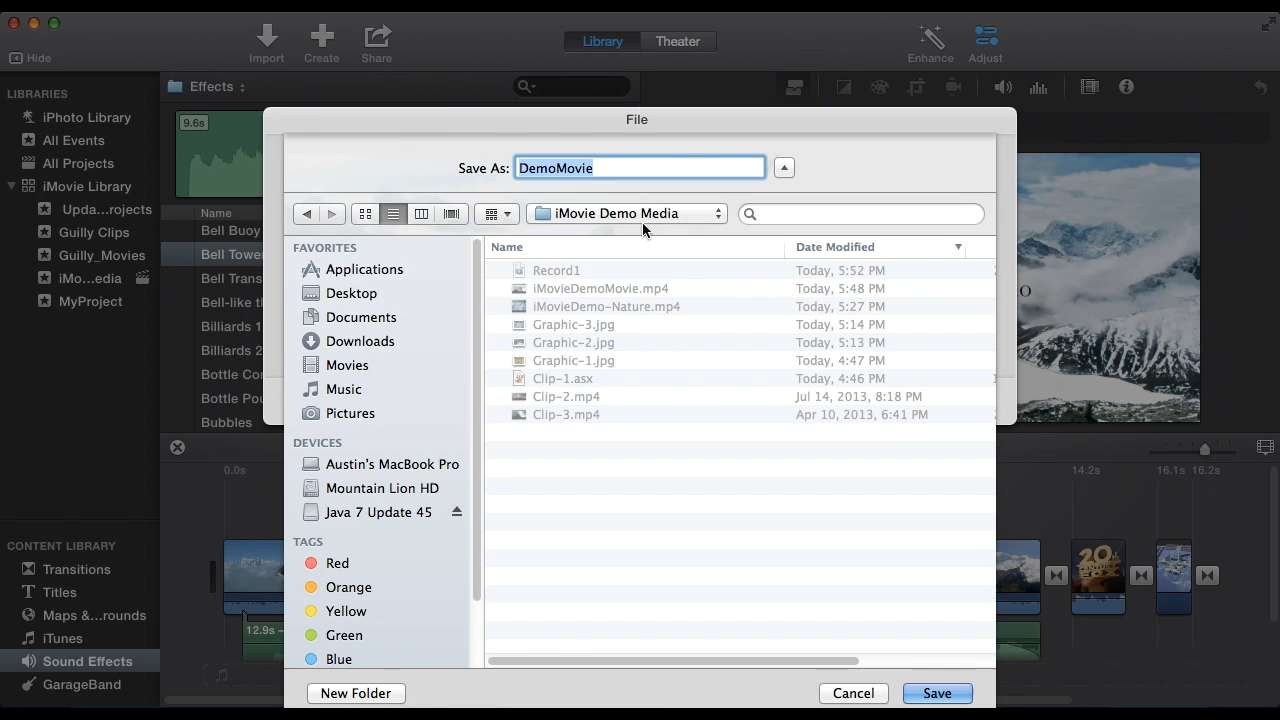 Hide
Import
Create
Share
Library
Theater
Enhance
Adjust
LIBRARIES
iPhoto Library
All Events
All Projects
iMovie Library
Upda...rojects
Guilly Clips
Guilly_Movies
iMo...edia
MyProject
CONTENT LIBRARY
Transitions
Titles
Maps &...rounds
iTunes
Sound Effects
GarageBand
Effects
9.6s
Name
Bell Buoy
Bell Towe
Bell Trans
Bell-like t
Billiards 1
Billiards 2
Bottle Co
Bottle Pou
Bubbles
File
Save As: DemoMovie
iMovie Demo Media
FAVORITES
Applications
Desktop
Documents
Downloads
Movies
Music
Pictures
DEVICES
Austin's MacBook Pro
Mountain Lion HD
Java 7 Update 45
TAGS
Red
Orange
Yellow
Green
Blue
Name Date Modified
Record1 Today, 5:52 PM
iMovieDemoMovie.mp4 Today, 5:48 PM
iMovieDemo-Nature.mp4 Today, 5:27 PM
Graphic-3.jpg Today, 5:14 PM
Graphic-2.jpg Today, 5:13 PM
Graphic-1.jpg Today, 4:47 PM
Clip-1.asx Today, 4:46 PM
Clip-2.mp4 Jul 14, 2013, 8:18 PM
Clip-3.mp4 Apr 10, 2013, 6:41 PM
New Folder
Cancel
Save
O
0.0s
14.2s
16.1s
16.2s
12.9s –
20
CENTURY
FOX